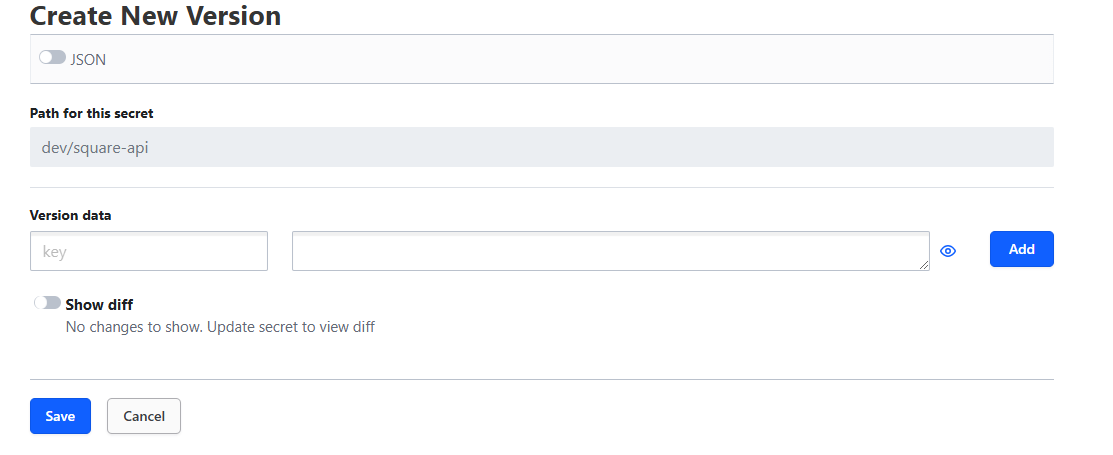 Create New Version
JSON
Path for this secret
dev/square-api
Version data
key
Add
Show diff
No changes to show. Update secret to view diff
Save Cancel